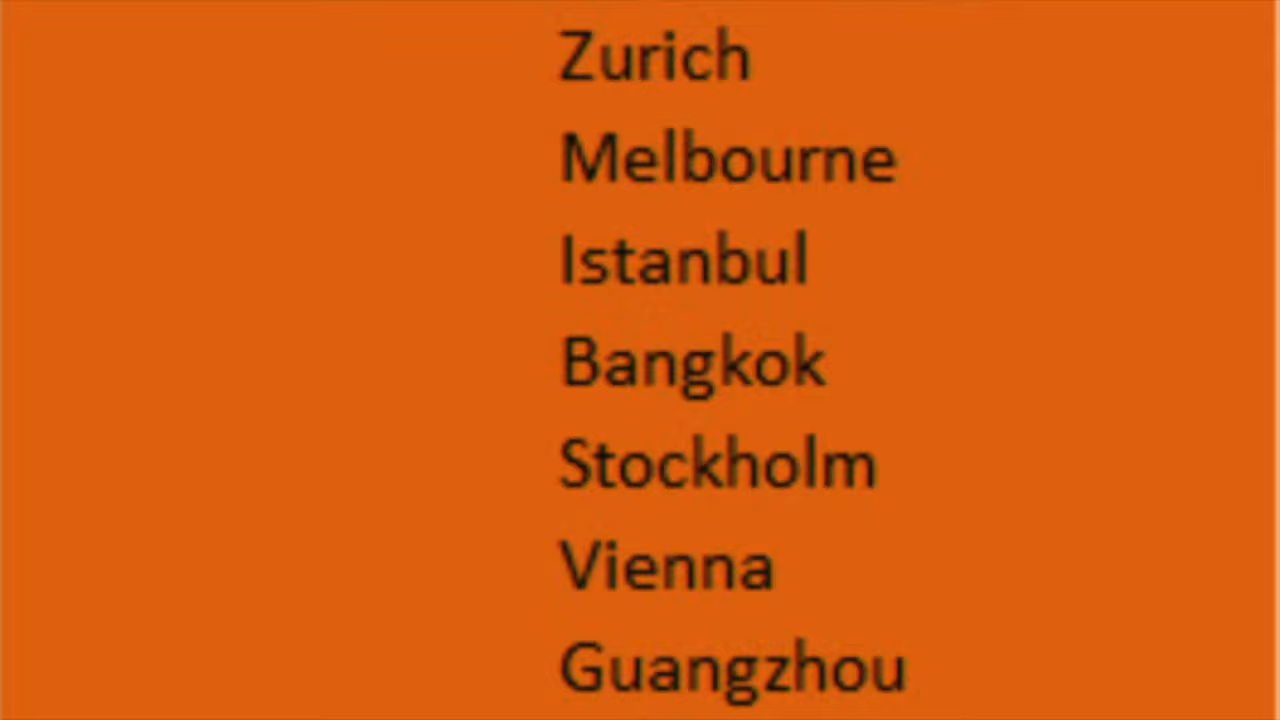 Zurich
Melbourne
Istanbul
Bangkok
Stockholm
Vienna
Guangzhou